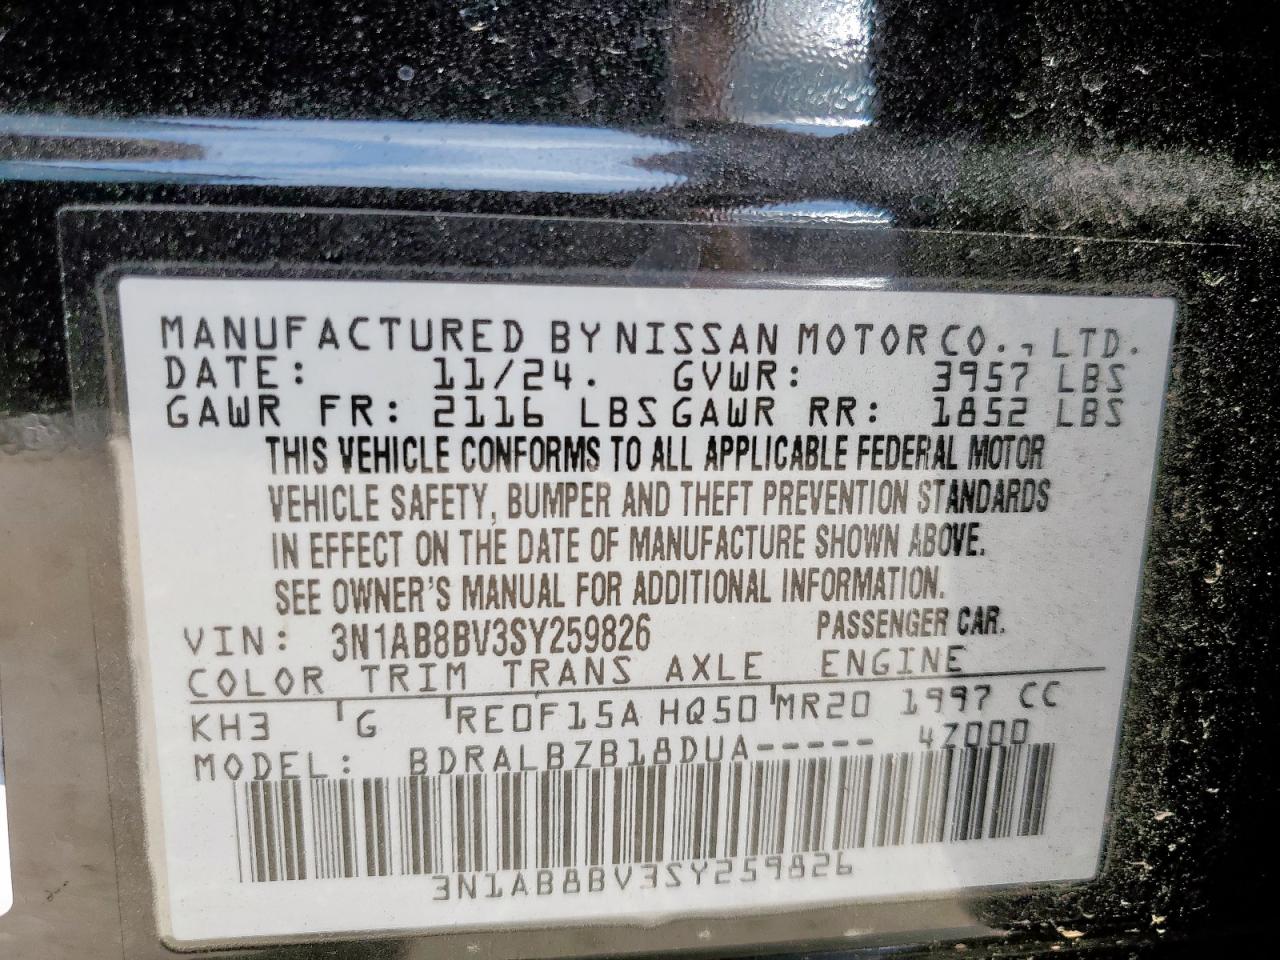 MANUFACTURED BY NISSAN MOTOR CO., LTD.
DATE: 11/24. GVWR: 3957 LBS
GAWR FR: 2116 LBS GAWR RR: 1852 LBS
THIS VEHICLE CONFORMS TO ALL APPLICABLE FEDERAL MOTOR
VEHICLE SAFETY, BUMPER AND THEFT PREVENTION STANDARDS
IN EFFECT ON THE DATE OF MANUFACTURE SHOWN ABOVE.
SEE OWNER'S MANUAL FOR ADDITIONAL INFORMATION.
VIN: 3N1AB8BV3SY259826 PASSENGER CAR.
COLOR TRIM TRANS AXLE ENGINE
KH3 G RE0F15A HQ50 MR20 1997 CC
MODEL: BDRALBZB18DUA----- 4Z000
3N1AB8BV3SY259826